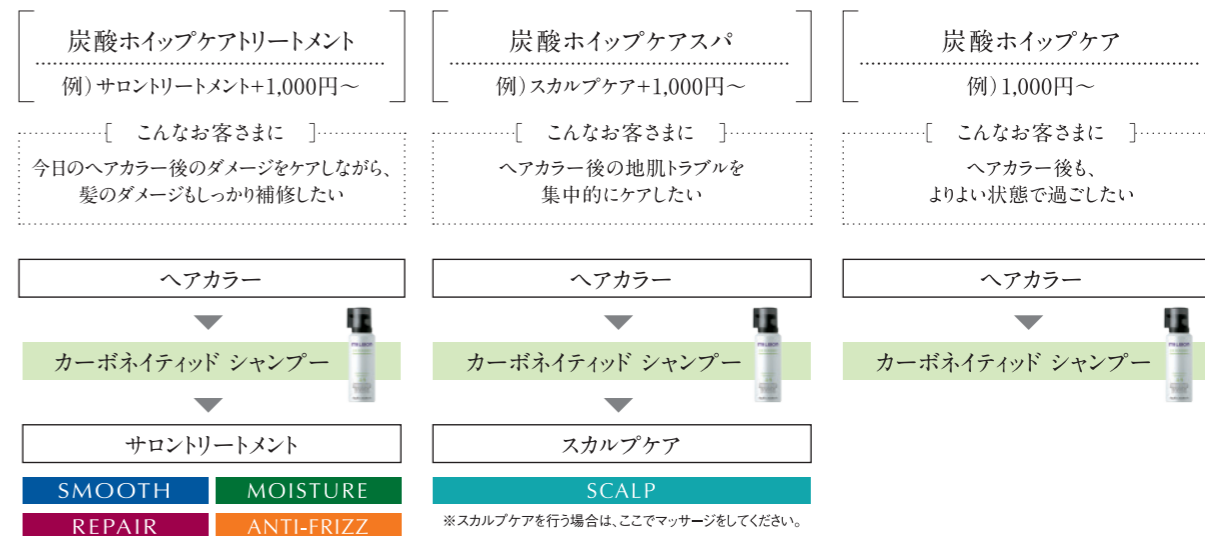 炭酸ホイップケアトリートメント
例)サロントリートメント+1,000円〜
[ こんなお客さまに ]
今日のヘアカラー後のダメージをケアしながら、
髪のダメージもしっかり補修したい
ヘアカラー
カーボネイティッド シャンプー
MILBON
サロントリートメント
SMOOTH
MOISTURE
REPAIR
ANTI-FRIZZ
炭酸ホイップケアスパ
例)スカルプケア+1,000円〜
[ こんなお客さまに ]
ヘアカラー後の地肌トラブルを
集中的にケアしたい
ヘアカラー
カーボネイティッド シャンプー
MILBON
スカルプケア
SCALP
※スカルプケアを行う場合は、ここでマッサージをしてください。
炭酸ホイップケア
例)1,000円〜
[ こんなお客さまに ]
ヘアカラー後も、
よりよい状態で過ごしたい
ヘアカラー
カーボネイティッド シャンプー
MILBON